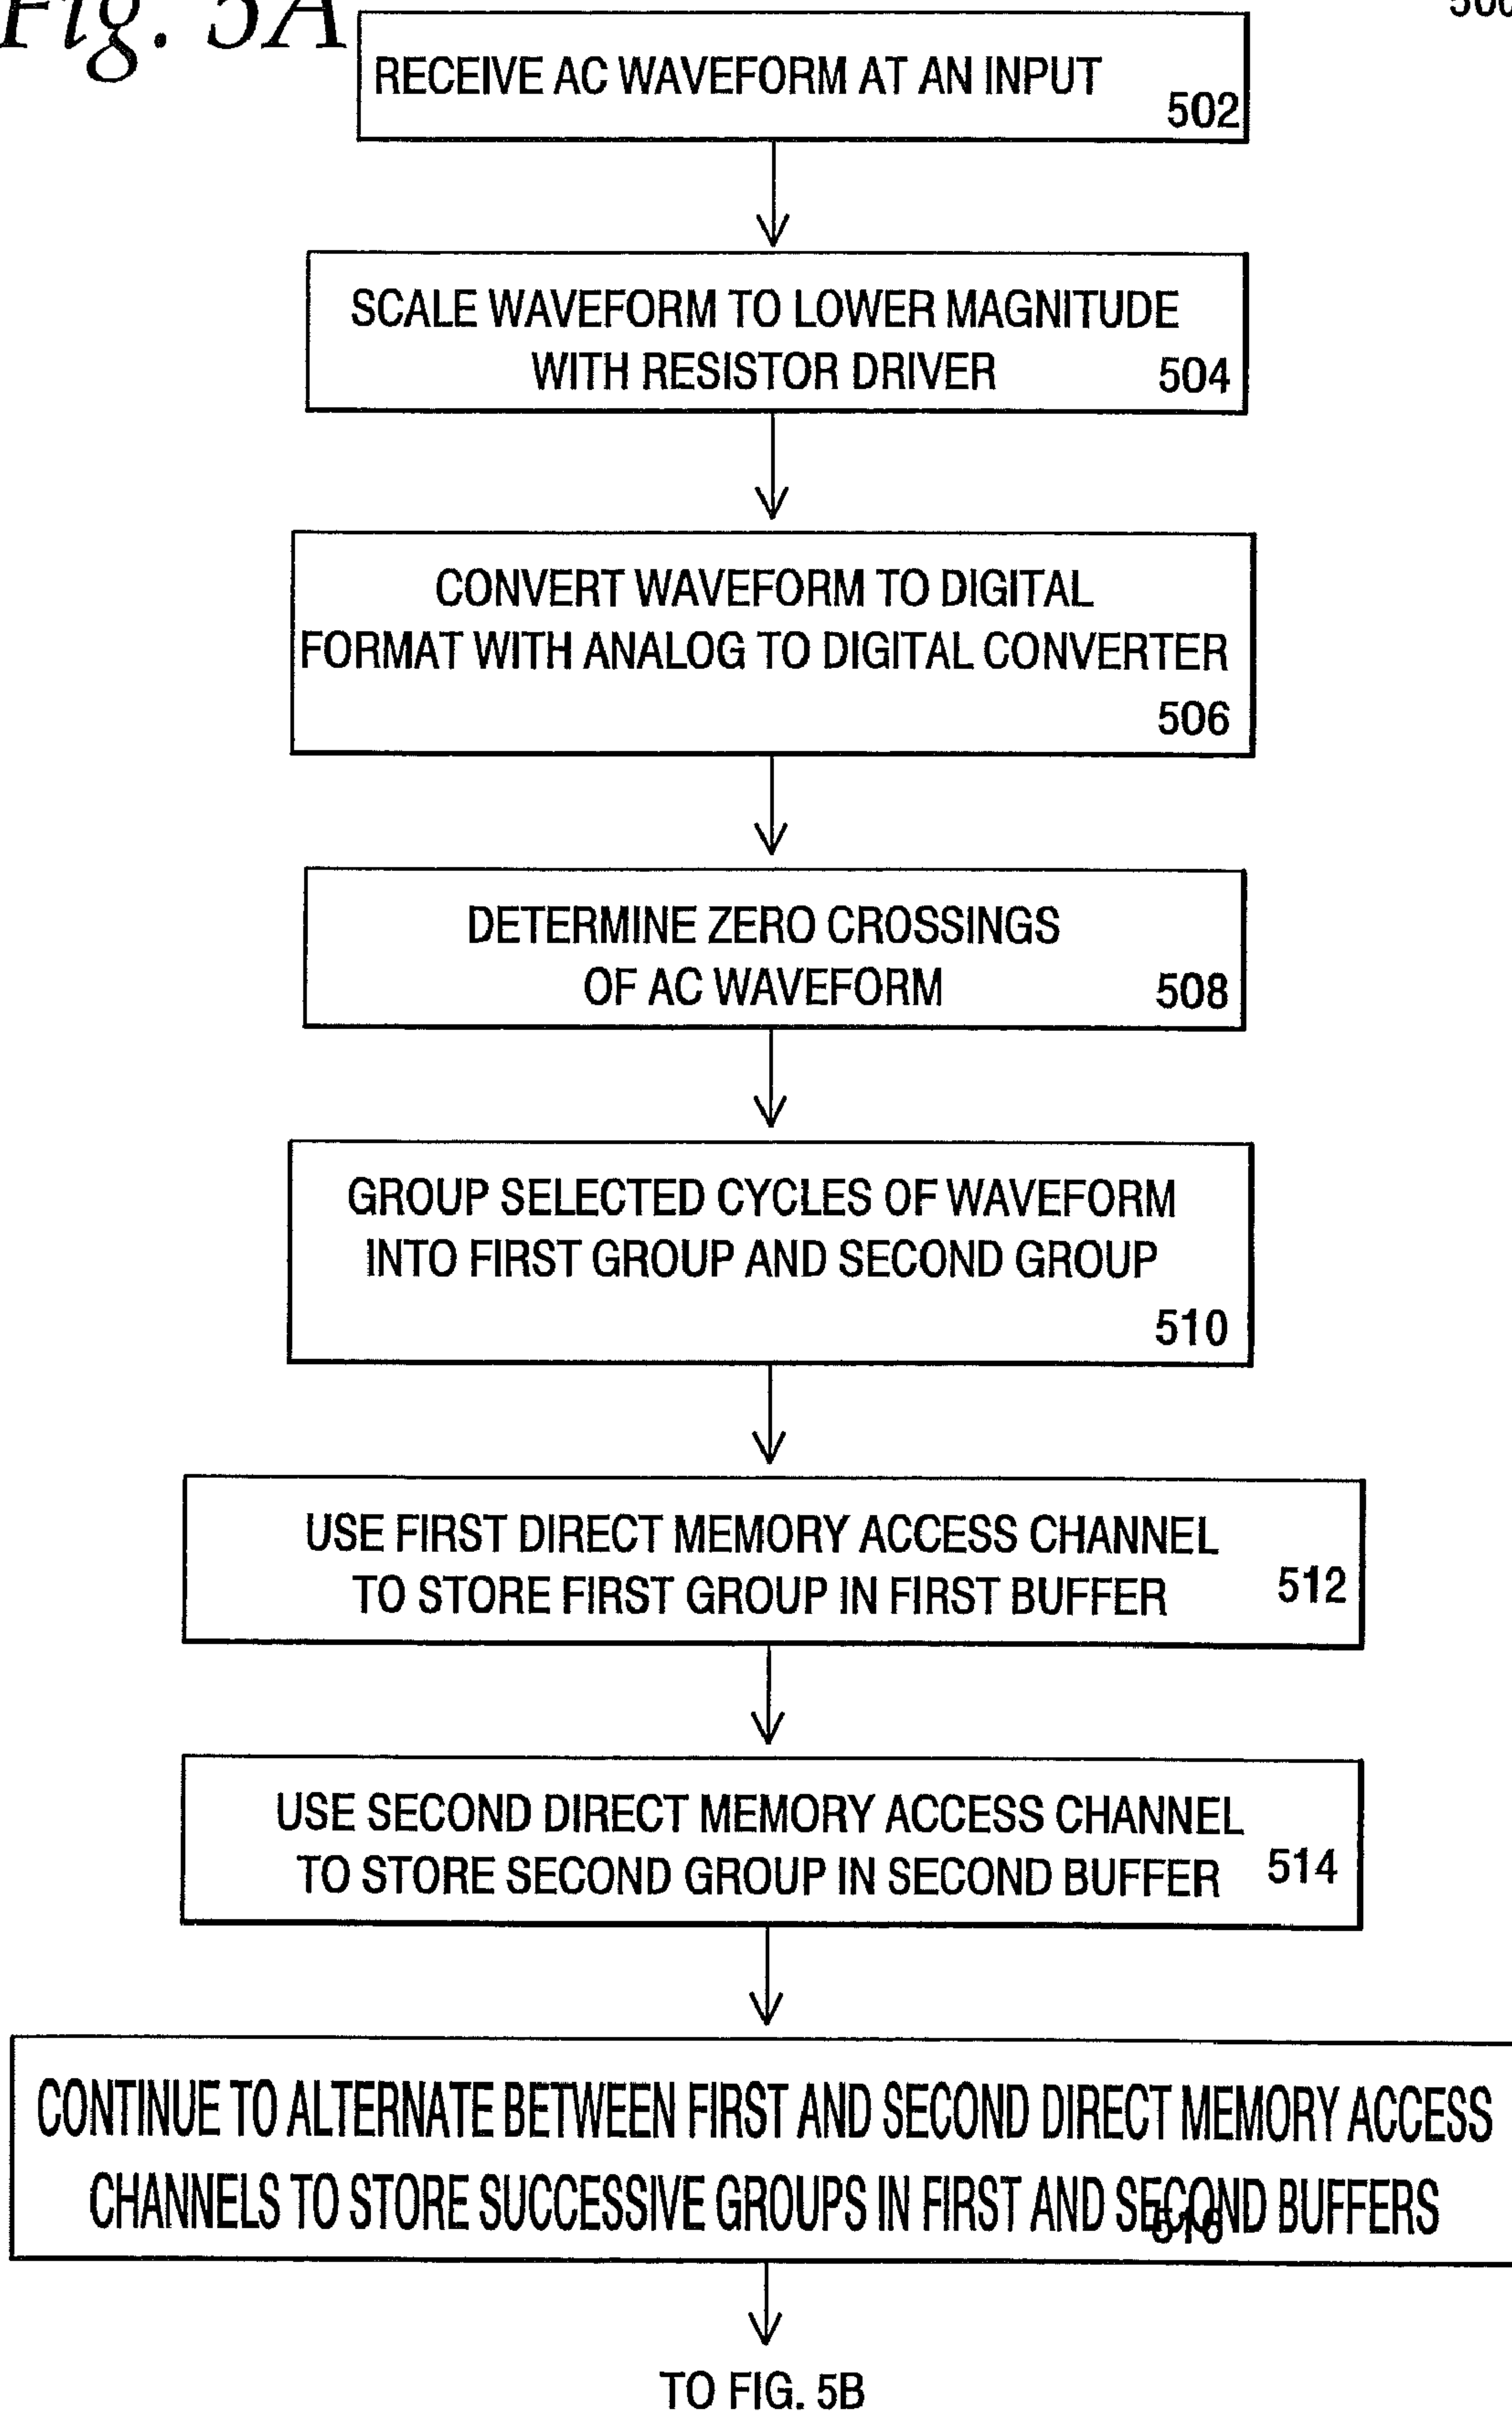 Fig. 5A
500
RECEIVE AC WAVEFORM AT AN INPUT
502
SCALE WAVEFORM TO LOWER MAGNITUDE
WITH RESISTOR DRIVER 504
CONVERT WAVEFORM TO DIGITAL
FORMAT WITH ANALOG TO DIGITAL CONVERTER
506
DETERMINE ZERO CROSSINGS
OF AC WAVEFORM 508
GROUP SELECTED CYCLES OF WAVEFORM
INTO FIRST GROUP AND SECOND GROUP
510
USE FIRST DIRECT MEMORY ACCESS CHANNEL
TO STORE FIRST GROUP IN FIRST BUFFER 512
USE SECOND DIRECT MEMORY ACCESS CHANNEL
TO STORE SECOND GROUP IN SECOND BUFFER 514
CONTINUE TO ALTERNATE BETWEEN FIRST AND SECOND DIRECT MEMORY ACCESS
CHANNELS TO STORE SUCCESSIVE GROUPS IN FIRST AND SECOND BUFFERS
516
TO FIG. 5B